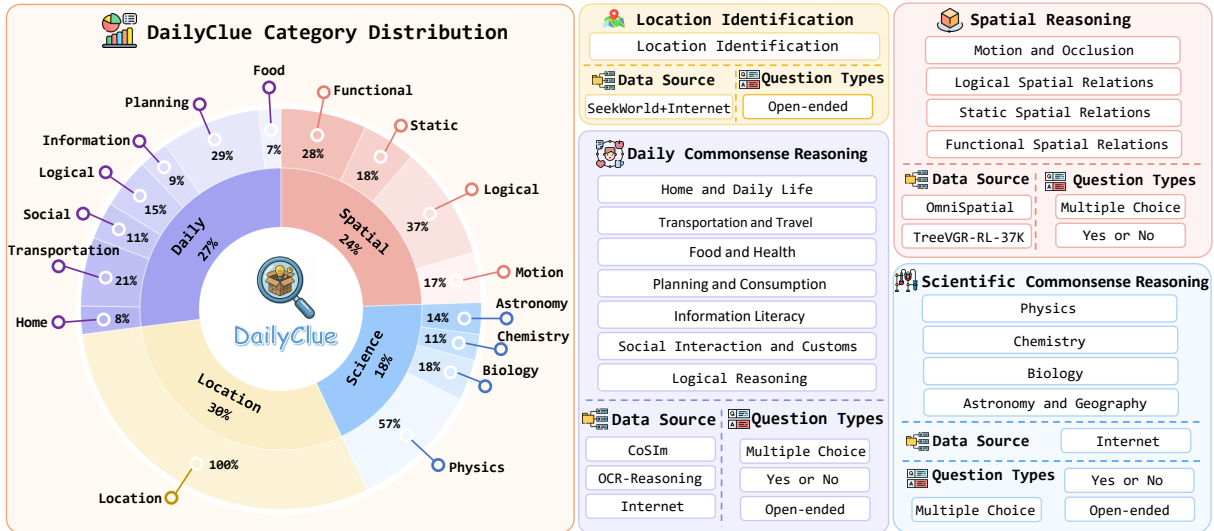 DailyClue Category Distribution
Food
7%
Functional
28%
Static
18%
Logical
37%
Motion
17%
Spatial
24%
Astronomy
14%
Chemistry
11%
Biology
18%
Physics
57%
Science
18%
Location
100%
Location
30%
Home
8%
Transportation
21%
Social
11%
Logical
15%
Information
9%
Planning
29%
Daily
27%
DailyClue
Location Identification
Location Identification
Data Source
SeekWorld+Internet
Question Types
Open-ended
Daily Commonsense Reasoning
Home and Daily Life
Transportation and Travel
Food and Health
Planning and Consumption
Information Literacy
Social Interaction and Customs
Logical Reasoning
Data Source
CoSIm
OCR-Reasoning
Internet
Question Types
Multiple Choice
Yes or No
Open-ended
Spatial Reasoning
Motion and Occlusion
Logical Spatial Relations
Static Spatial Relations
Functional Spatial Relations
Data Source
OmniSpatial
TreeVGR-RL-37K
Question Types
Multiple Choice
Yes or No
Scientific Commonsense Reasoning
Physics
Chemistry
Biology
Astronomy and Geography
Data Source
Internet
Question Types
Yes or No
Multiple Choice
Open-ended